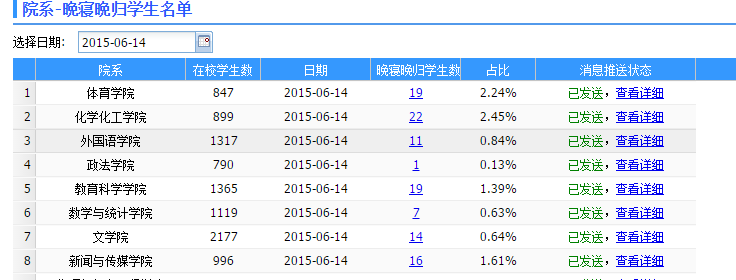 院系-晚寝晚归学生名单
选择日期: 2015-06-14
院系 在校学生数 日期 晚寝晚归学生数 占比 消息推送状态
1 体育学院 847 2015-06-14 19 2.24% 已发送，查看详细
2 化学化工学院 899 2015-06-14 22 2.45% 已发送，查看详细
3 外国语学院 1317 2015-06-14 11 0.84% 已发送，查看详细
4 政法学院 790 2015-06-14 1 0.13% 已发送，查看详细
5 教育科学学院 1365 2015-06-14 19 1.39% 已发送，查看详细
6 数学与统计学院 1119 2015-06-14 7 0.63% 已发送，查看详细
7 文学院 2177 2015-06-14 14 0.64% 已发送，查看详细
8 新闻与传媒学院 996 2015-06-14 16 1.61% 已发送，查看详细